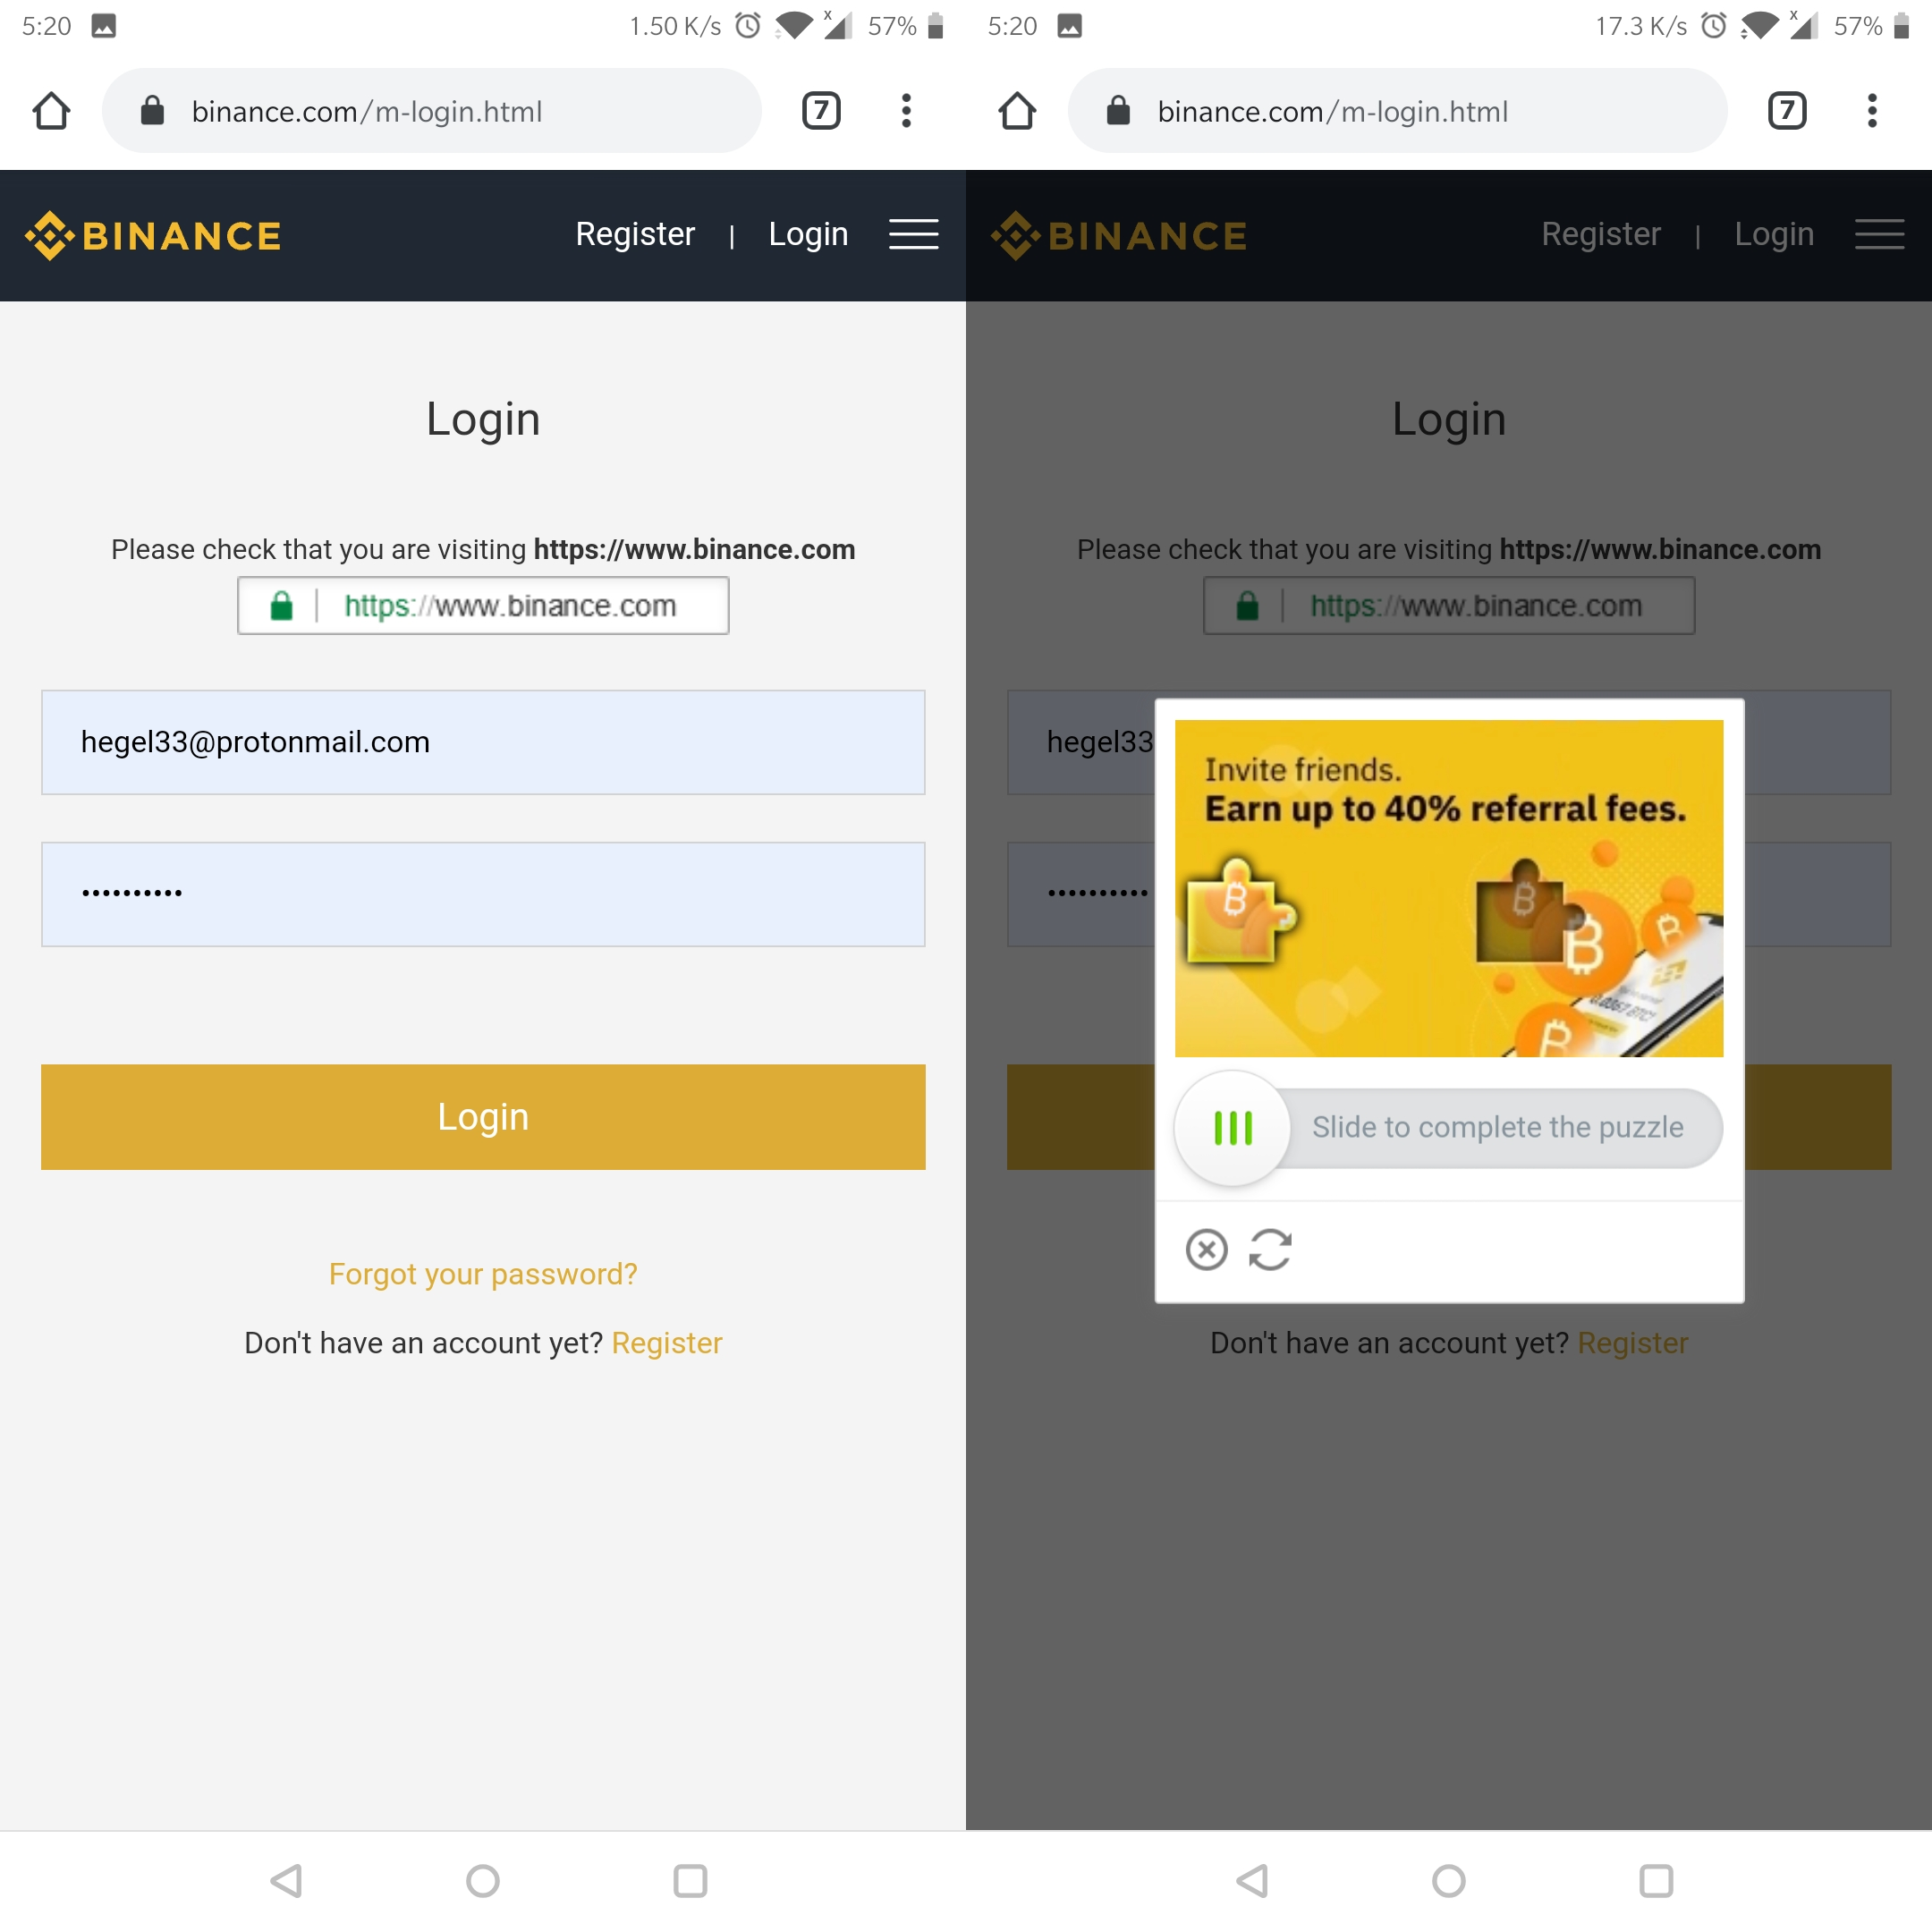 5:20 1.50 K/s 57%
binance.com/m-login.html 7
BINANCE Register | Login
Login
Please check that you are visiting https://www.binance.com
https://www.binance.com
hegel33@protonmail.com
••••••••••
Login
Forgot your password?
Don't have an account yet? Register
5:20 17.3 K/s 57%
binance.com/m-login.html 7
BINANCE Register | Login
Login
Please check that you are visiting https://www.binance.com
https://www.binance.com
hegel33
••••••••••
Invite friends.
Earn up to 40% referral fees.
Slide to complete the puzzle
Don't have an account yet? Register